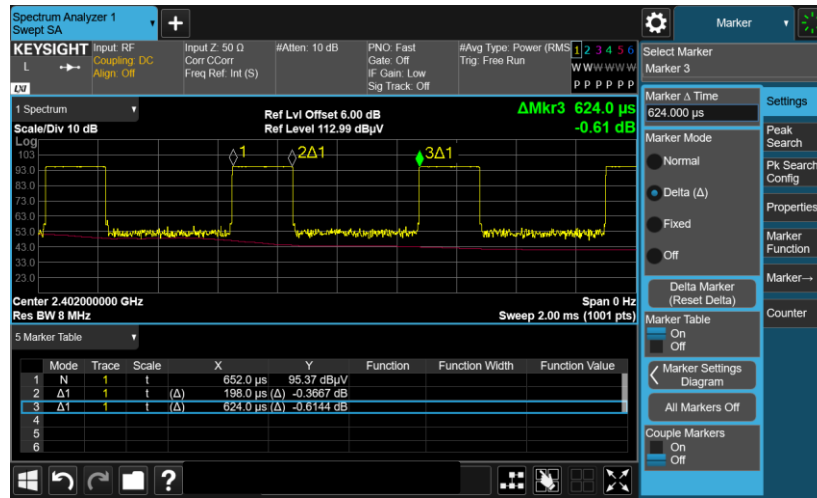 Spectrum Analyzer 1
Swept SA
+
Marker
KEYSIGHT
L
LXI
Input: RF
Coupling: DC
Align: Off
Input Z: 50 Ω
Corr CCorr
Freq Ref: Int (S)
#Atten: 10 dB
PNO: Fast
Gate: Off
IF Gain: Low
Sig Track: Off
#Avg Type: Power (RMS
Trig: Free Run
1 2 3 4 5 6
W W W W W W
P P P P P P
Select Marker
Marker 3
1 Spectrum
Scale/Div 10 dB
Ref Lvl Offset 6.00 dB
Ref Level 112.99 dBµV
ΔMkr3 624.0 µs
-0.61 dB
Log
103
93.0
83.0
73.0
63.0
53.0
43.0
33.0
23.0
1
2Δ1
3Δ1
Center 2.402000000 GHz
Res BW 8 MHz
Span 0 Hz
Sweep 2.00 ms (1001 pts)
5 Marker Table
Mode Trace Scale X Y Function Function Width Function Value
1 N 1 t 652.0 µs 95.37 dBµV
2 Δ1 1 t (Δ) 198.0 µs (Δ) -0.3667 dB
3 Δ1 1 t (Δ) 624.0 µs (Δ) -0.6144 dB
4
5
6
?
Marker Δ Time
624.000 µs
Marker Mode
Normal
Delta (Δ)
Fixed
Off
Delta Marker
(Reset Delta)
Marker Table
On
Off
Marker Settings
Diagram
All Markers Off
Couple Markers
On
Off
Settings
Peak
Search
Pk Search
Config
Properties
Marker
Function
Marker→
Counter